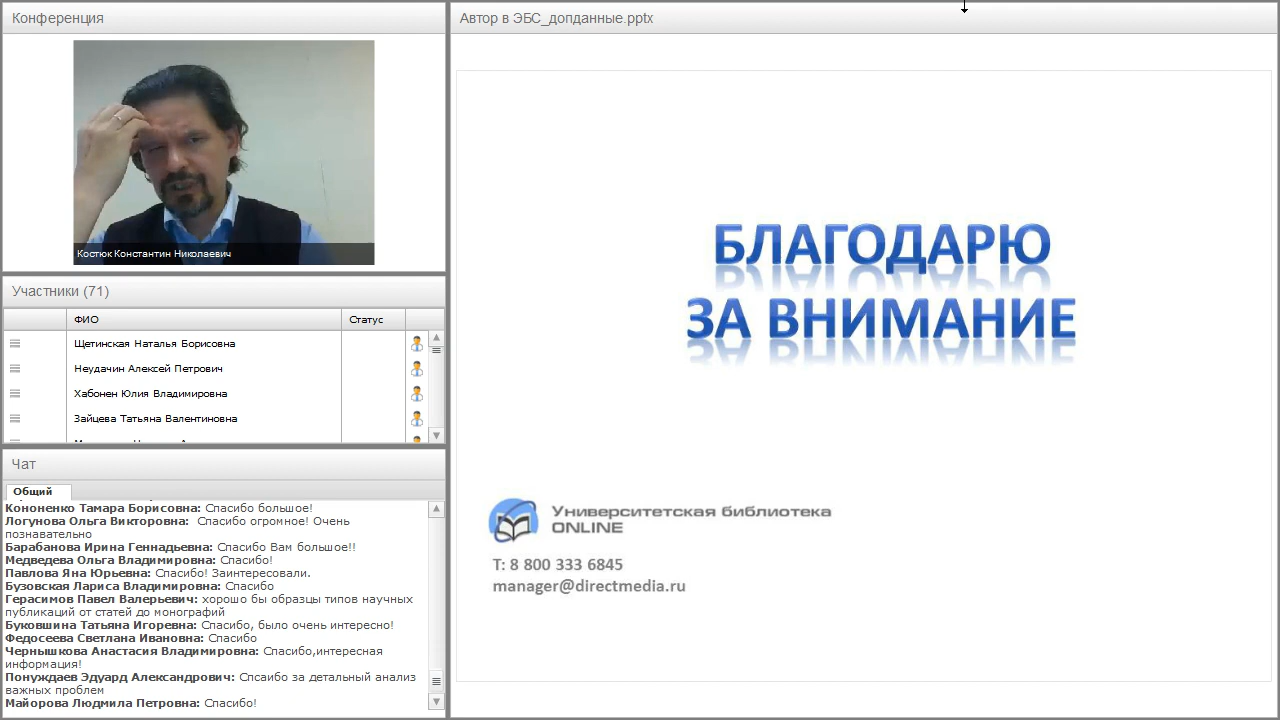 Конференция
Костюк Константин Николаевич
Участники (71)
ФИО Статус
Щетинская Наталья Борисовна
Неудачин Алексей Петрович
Хабонен Юлия Владимировна
Зайцева Татьяна Валентиновна
Чат
Общий
Кононенко Тамара Борисовна: Спасибо большое!
Логунова Ольга Викторовна: Спасибо огромное! Очень
познавательно
Барабанова Ирина Геннадьевна: Спасибо Вам большое!!
Медведева Ольга Владимировна: Спасибо!
Павлова Яна Юрьевна: Спасибо! Заинтересовали.
Бузовская Лариса Владимировна: Спасибо
Герасимов Павел Валерьевич: хорошо бы образцы типов научных
публикаций от статей до монографий
Буковшина Татьяна Игоревна: Спасибо, было очень интересно!
Федосеева Светлана Ивановна: Спасибо
Чернышкова Анастасия Владимировна: Спасибо,интересная
информация!
Понуждаев Эдуард Александрович: Спсаибо за детальный анализ
важных проблем
Майорова Людмила Петровна: Спасибо!
Автор в ЭБС_допданные.pptx
БЛАГОДАРЮ
ЗА ВНИМАНИЕ
Университетская библиотека
ONLINE
Т: 8 800 333 6845
manager@directmedia.ru